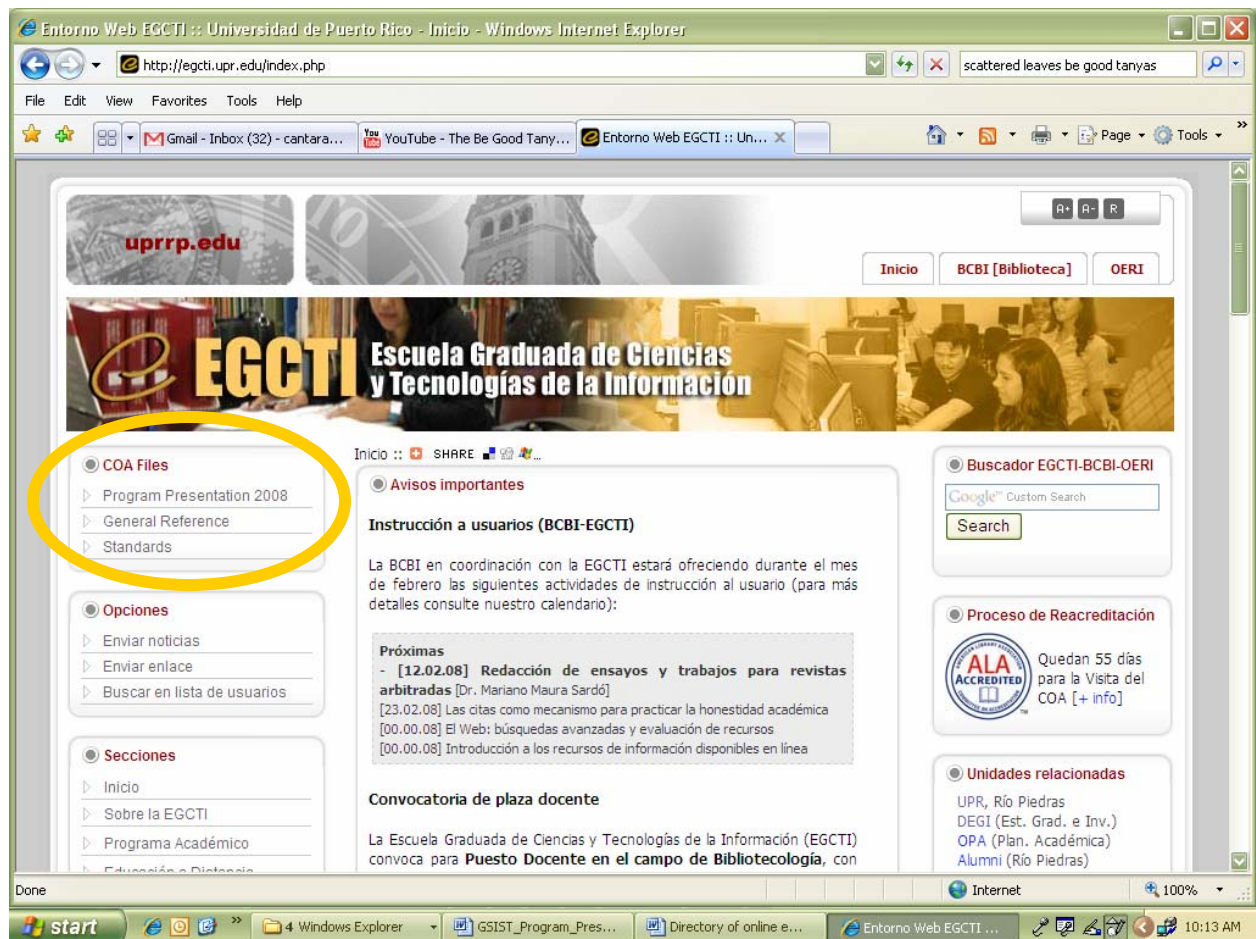 Entorno Web EGCTI :: Universidad de Puerto Rico - Inicio - Windows Internet Explorer
http://egcti.upr.edu/index.php
scattered leaves be good tanyas
File Edit View Favorites Tools Help
Gmail - Inbox (32) - cantara...
YouTube - The Be Good Tany...
Entorno Web EGCTI :: Un...
Page
Tools
uprrp.edu
A+ A- R
Inicio
BCBI [Biblioteca]
OERI
e EGCTI
Escuela Graduada de Ciencias
y Tecnologías de la Información
COA Files
Program Presentation 2008
General Reference
Standards
Opciones
Enviar noticias
Enviar enlace
Buscar en lista de usuarios
Secciones
Inicio
Sobre la EGCTI
Programa Académico
Educación a Distancia
Inicio :: SHARE ...
Avisos importantes
Instrucción a usuarios (BCBI-EGCTI)
La BCBI en coordinación con la EGCTI estará ofreciendo durante el mes
de febrero las siguientes actividades de instrucción al usuario (para más
detalles consulte nuestro calendario):
Próximas
- [12.02.08] Redacción de ensayos y trabajos para revistas
arbitradas [Dr. Mariano Maura Sardó]
[23.02.08] Las citas como mecanismo para practicar la honestidad académica
[00.00.08] El Web: búsquedas avanzadas y evaluación de recursos
[00.00.08] Introducción a los recursos de información disponibles en línea
Convocatoria de plaza docente
La Escuela Graduada de Ciencias y Tecnologías de la Información (EGCTI)
convoca para Puesto Docente en el campo de Bibliotecología, con
Buscador EGCTI-BCBI-OERI
Google™ Custom Search
Search
Proceso de Reacreditación
ALA
ACCREDITED
Quedan 55 días
para la Visita del
COA [+ info]
Unidades relacionadas
UPR, Río Piedras
DEGI (Est. Grad. e Inv.)
OPA (Plan. Académica)
Alumni (Río Piedras)
Done
Internet
100%
start
4 Windows Explorer
GSIST_Program_Pres...
Directory of online e...
Entorno Web EGCTI ...
10:13 AM